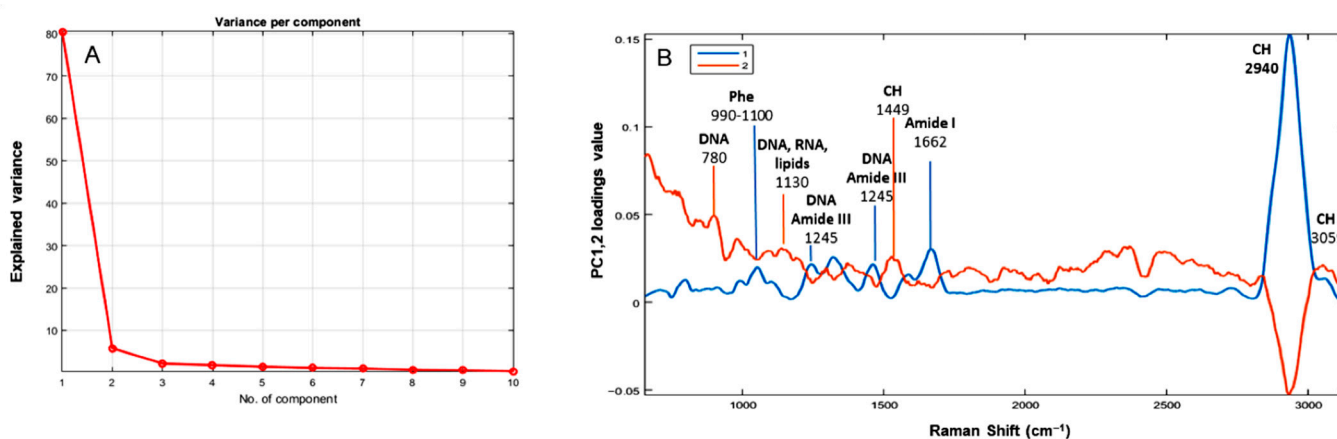 Variance per component
A
80
70
60
50
40
30
20
10
1 2 3 4 5 6 7 8 9 10
No. of component
Explained variance
B
1
2
0.15
0.1
0.05
0
−0.05
PC1,2 loadings value
DNA
780
Phe
990-1100
DNA, RNA,
lipids
1130
DNA
Amide III
1245
DNA
Amide III
1245
CH
1449
Amide I
1662
CH
2940
CH
305
1000 1500 2000 2500 3000
Raman Shift (cm⁻¹)